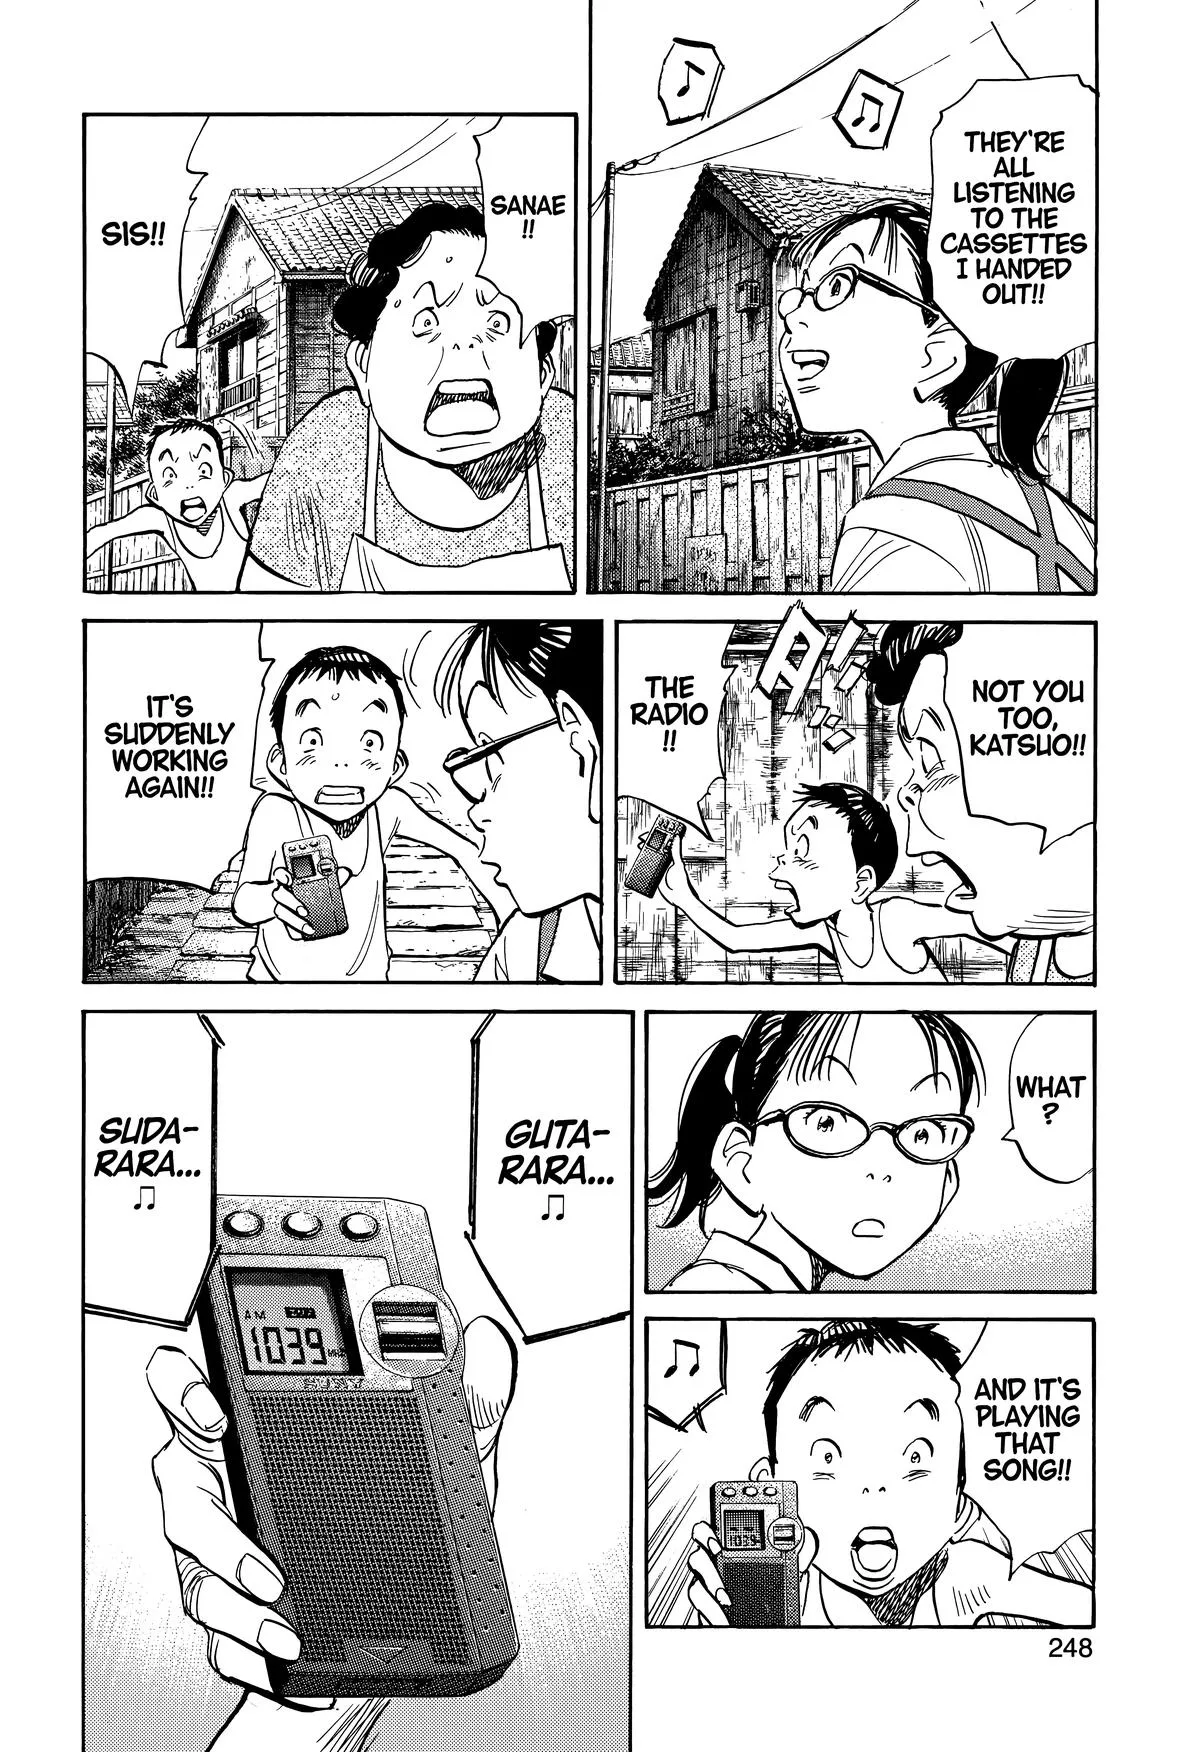 THEY'RE
ALL
LISTENING
TO THE
CASSETTES
I HANDED
OUT!!
SANAE
!!
SIS!!
NOT YOU
TOO,
KATSUO!!
THE
RADIO
!!
IT'S
SUDDENLY
WORKING
AGAIN!!
WHAT
?
AND IT'S
PLAYING
THAT
SONG!!
GUTA-
RARA...
♫
SUDA-
RARA...
♫
AM
1039
248